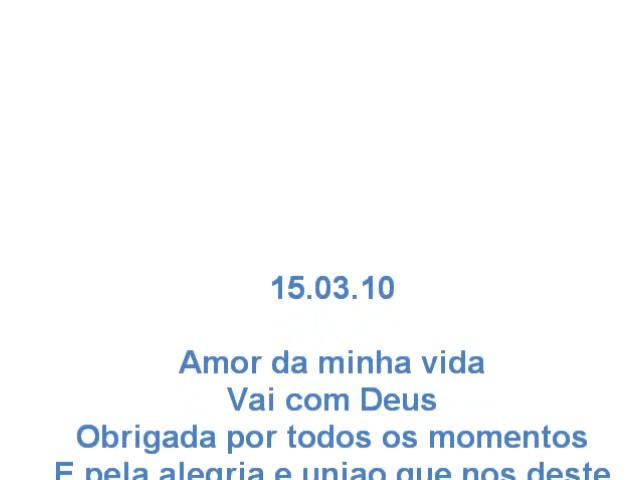 15.03.10
Amor da minha vida
Vai com Deus
Obrigada por todos os momentos
E pela alegria e uniao que nos deste